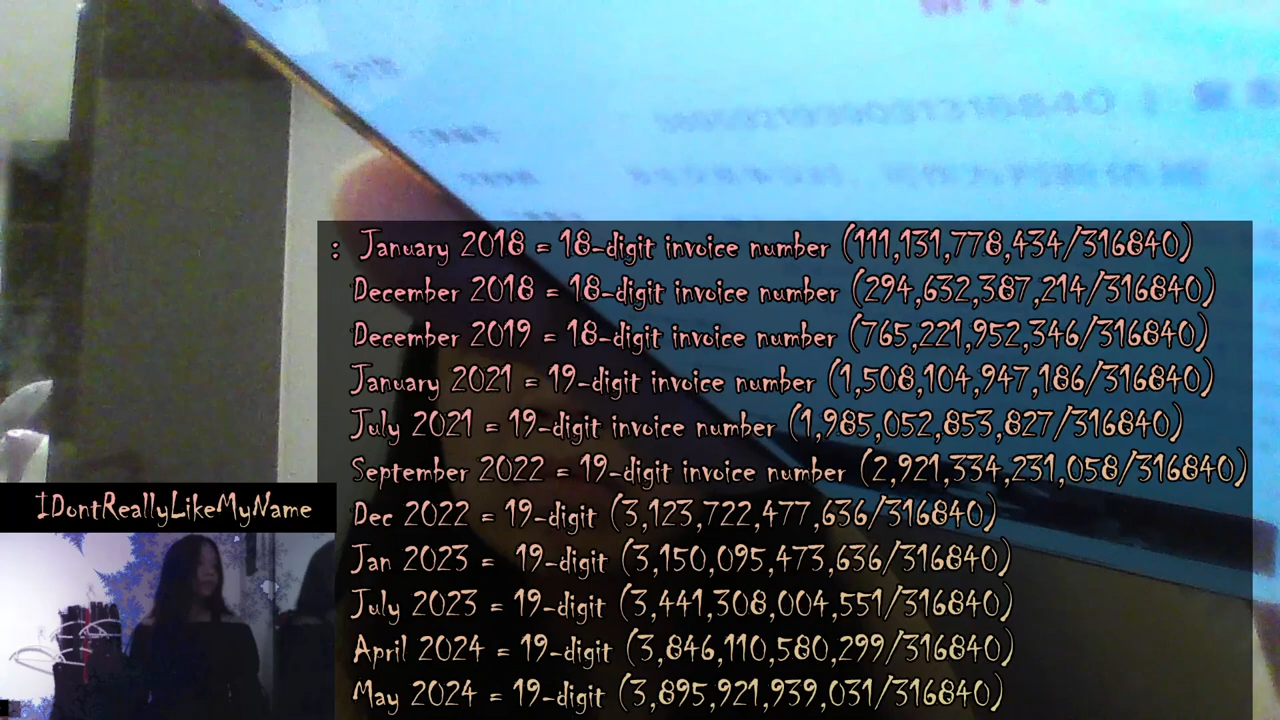 : January 2018 = 18-digit invoice number (111,131,778,434/316840)
December 2018 = 18-digit invoice number (294,632,387,214/316840)
December 2019 = 18-digit invoice number (765,221,952,346/316840)
January 2021 = 19-digit invoice number (1,508,104,947,186/316840)
July 2021 = 19-digit invoice number (1,985,052,853,827/316840)
September 2022 = 19-digit invoice number (2,921,334,231,058/316840)
Dec 2022 = 19-digit (3,123,722,477,636/316840)
Jan 2023 = 19-digit (3,150,095,473,636/316840)
July 2023 = 19-digit (3,441,308,004,551/316840)
April 2024 = 19-digit (3,846,110,580,299/316840)
May 2024 = 19-digit (3,895,921,939,031/316840)
IDontReallyLikeMyName